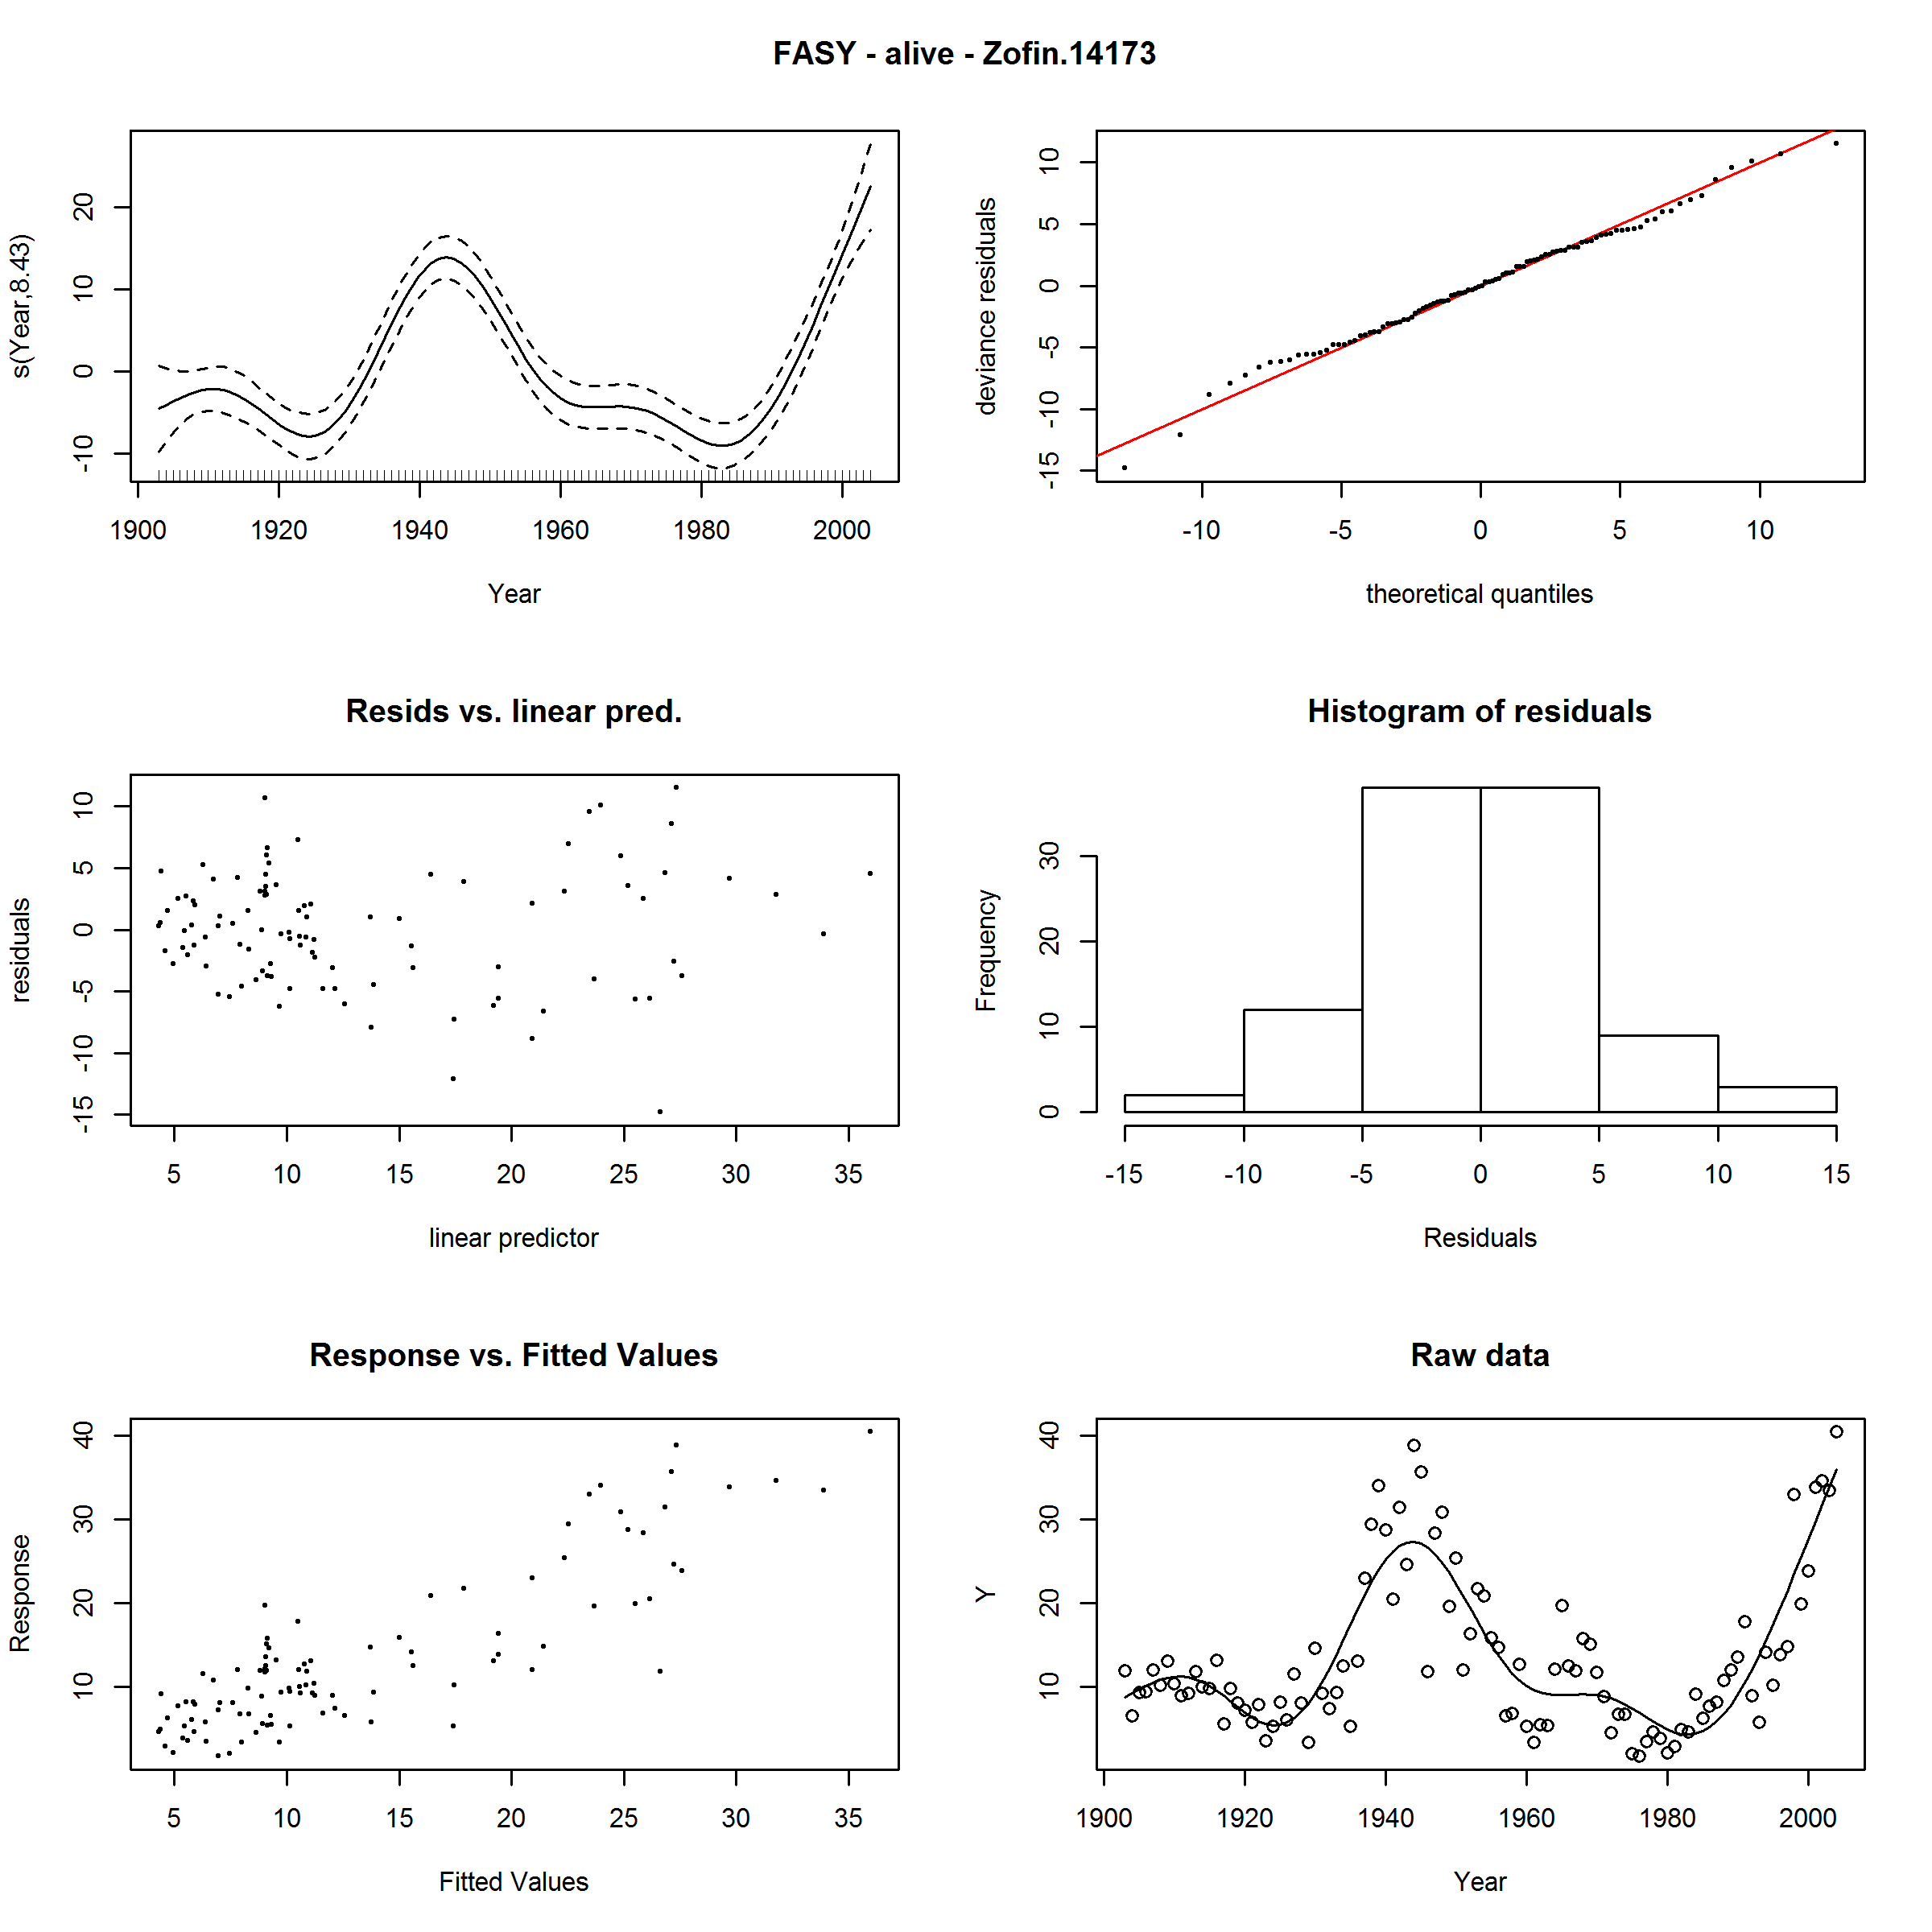 FASY - alive - Zofin.14173
s(Year,8.43)
-10 0 10 20
1900 1920 1940 1960 1980 2000
Year
deviance residuals
-15 -10 -5 0 5 10
-10 -5 0 5 10
theoretical quantiles
Resids vs. linear pred.
residuals
-15 -10 -5 0 5 10
5 10 15 20 25 30 35
linear predictor
Histogram of residuals
Frequency
0 10 20 30
-15 -10 -5 0 5 10 15
Residuals
Response vs. Fitted Values
Response
10 20 30 40
5 10 15 20 25 30 35
Fitted Values
Raw data
Y
10 20 30 40
1900 1920 1940 1960 1980 2000
Year